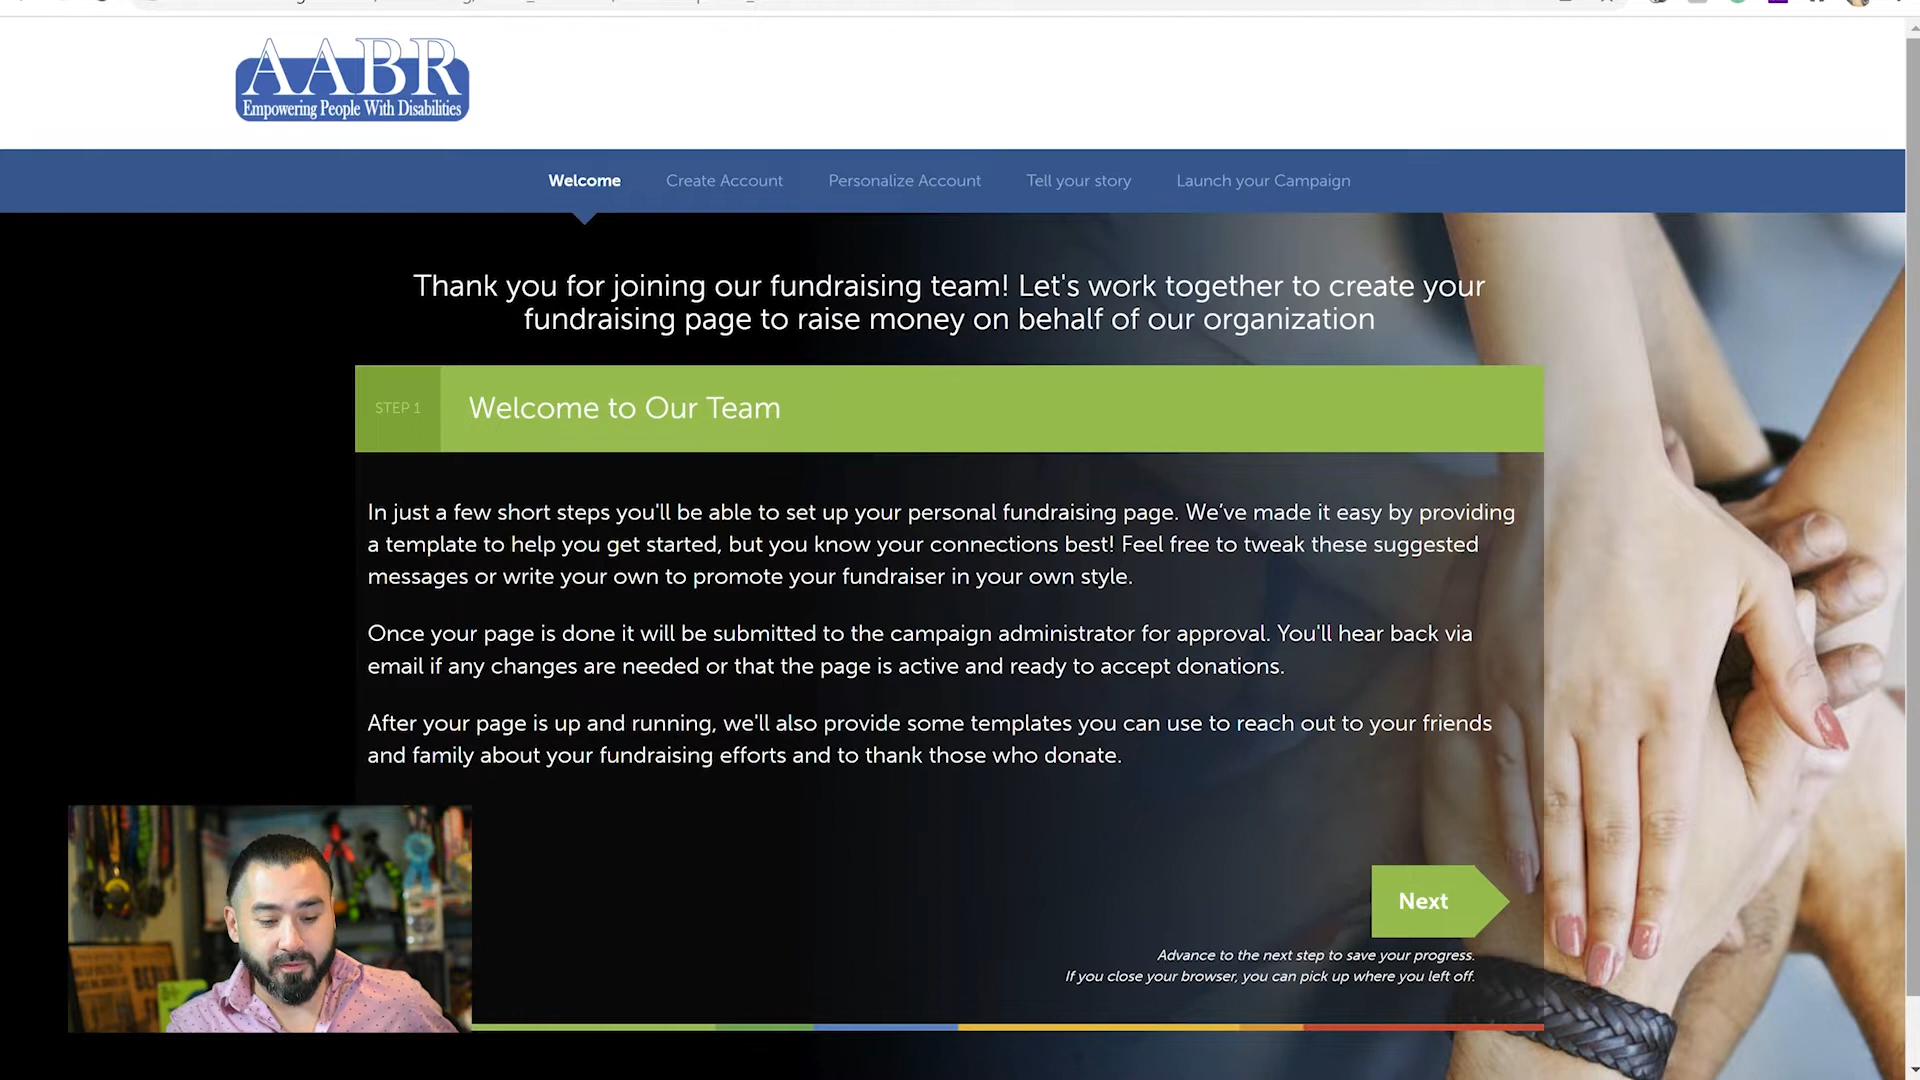 AABR
Empowering People With Disabilities
Welcome
Create Account
Personalize Account
Tell your story
Launch your Campaign
Thank you for joining our fundraising team! Let's work together to create your
fundraising page to raise money on behalf of our organization
STEP 1
Welcome to Our Team
In just a few short steps you'll be able to set up your personal fundraising page. We’ve made it easy by providing
a template to help you get started, but you know your connections best! Feel free to tweak these suggested
messages or write your own to promote your fundraiser in your own style.
Once your page is done it will be submitted to the campaign administrator for approval. You'll hear back via
email if any changes are needed or that the page is active and ready to accept donations.
After your page is up and running, we'll also provide some templates you can use to reach out to your friends
and family about your fundraising efforts and to thank those who donate.
Next
Advance to the next step to save your progress.
If you close your browser, you can pick up where you left off.